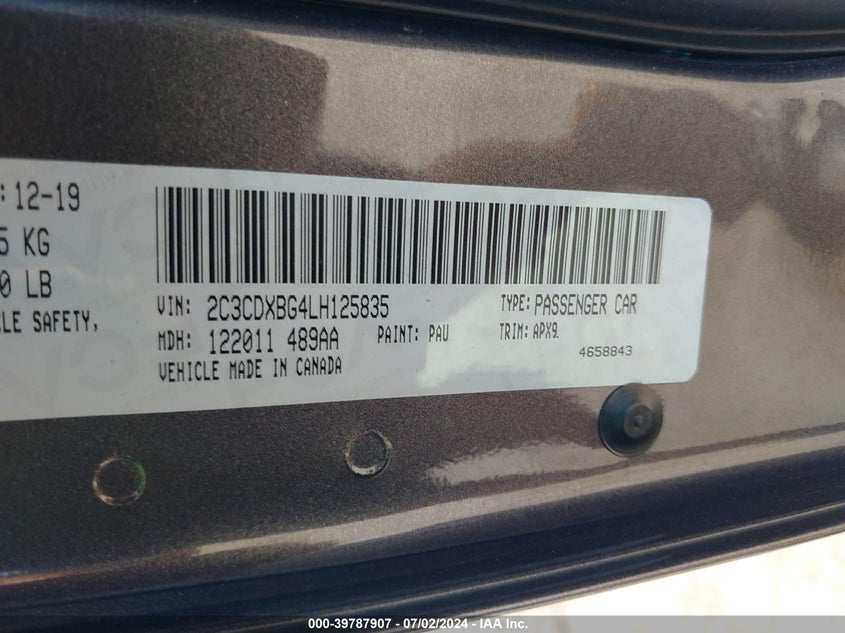 : 12-19
5 KG
0 LB
CLE SAFETY,
VIN: 2C3CDXBG4LH125835
TYPE: PASSENGER CAR
MDH: 122011 489AA
PAINT: PAU
TRIM: APX9
VEHICLE MADE IN CANADA
4658843
000-39787907 / 07/02/2024 - IAA Inc.